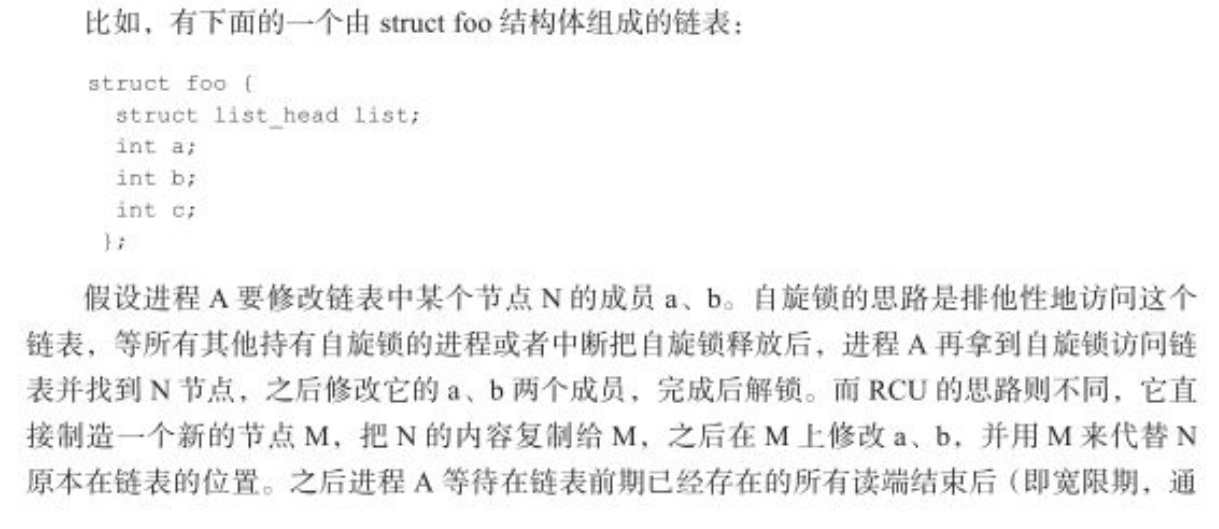 比如，有下面的一个由 struct foo 结构体组成的链表：
struct foo {
struct list_head list;
int a;
int b;
int c;
};
假设进程 A 要修改链表中某个节点 N 的成员 a、b。自旋锁的思路是排他性地访问这个
链表，等所有其他持有自旋锁的进程或者中断把自旋锁释放后，进程 A 再拿到自旋锁访问链
表并找到 N 节点，之后修改它的 a、b 两个成员，完成后解锁。而 RCU 的思路则不同，它直
接制造一个新的节点 M，把 N 的内容复制给 M，之后在 M 上修改 a、b，并用 M 来代替 N
原本在链表的位置。之后进程 A 等待在链表前期已经存在的所有读端结束后（即宽限期，通